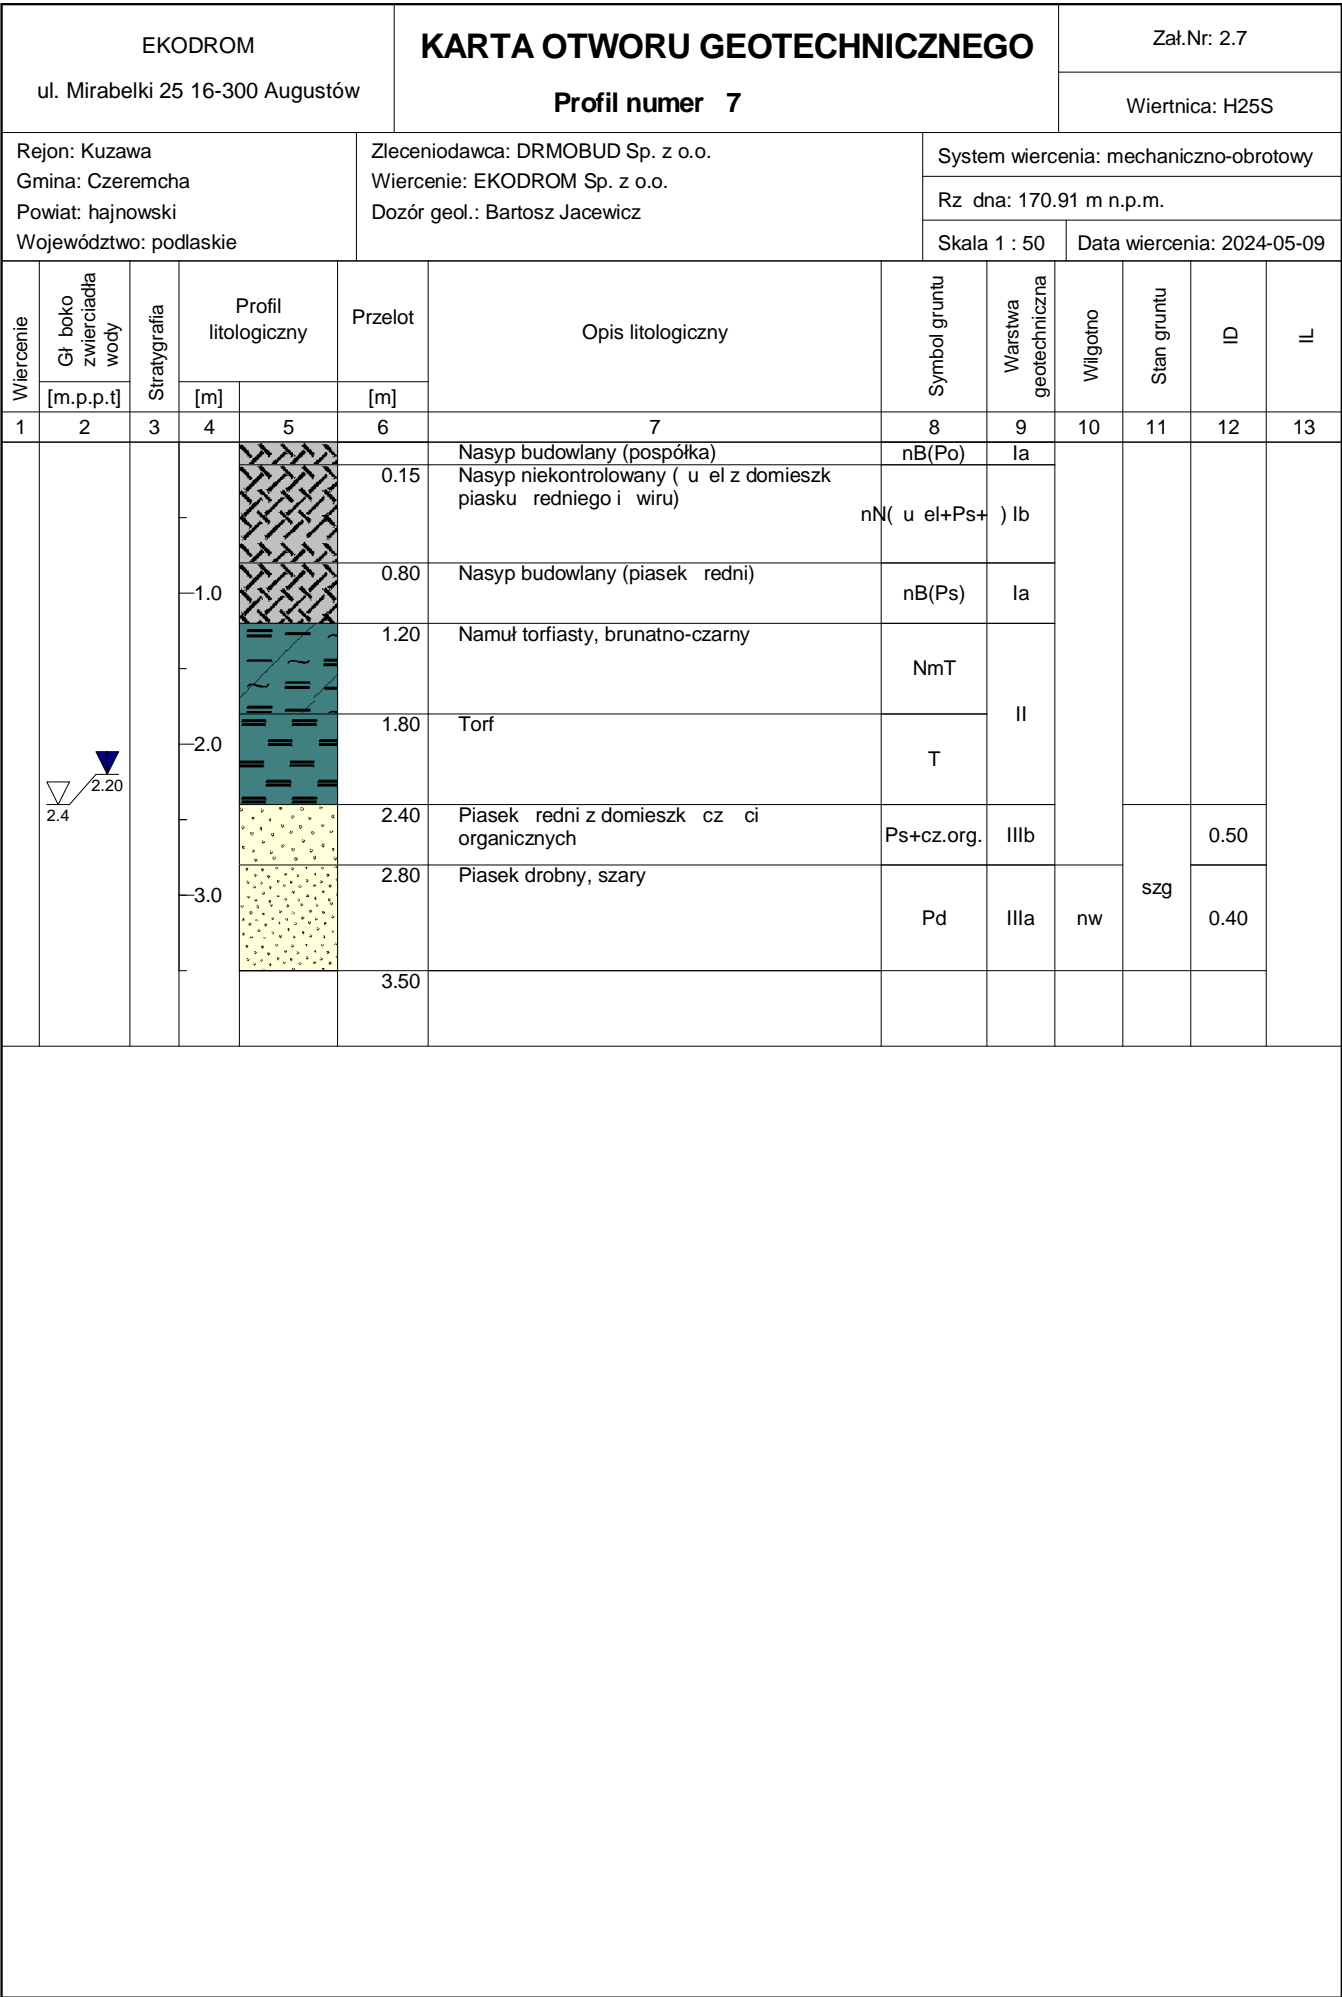 EKODROM
ul. Mirabelki 25 16-300 Augustów
KARTA OTWORU GEOTECHNICZNEGO
Profil numer 7
Zał.Nr: 2.7
Wiertnica: H25S
Rejon: Kuzawa
Gmina: Czeremcha
Powiat: hajnowski
Województwo: podlaskie
Zleceniodawca: DRMOBUD Sp. z o.o.
Wiercenie: EKODROM Sp. z o.o.
Dozór geol.: Bartosz Jacewicz
System wiercenia: mechaniczno-obrotowy
Rz dna: 170.91 m n.p.m.
Skala 1 : 50
Data wiercenia: 2024-05-09
Wiercenie
Gł boko
zwierciadła
wody
[m.p.p.t]
Stratygrafia
Profil
litologiczny
[m]
Przelot
[m]
Opis litologiczny
Symbol gruntu
Warstwa
geotechniczna
Wilgotno
Stan gruntu
ID
IL
1 2 3 4 5 6 7 8 9 10 11 12 13
Nasyp budowlany (pospółka) nB(Po) Ia
0.15 Nasyp niekontrolowany ( u el z domieszk
piasku redniego i wiru)
nN( u el+Ps+ ) Ib
0.80 Nasyp budowlany (piasek redni)
1.0 nB(Ps) Ia
1.20 Namuł torfiasty, brunatno-czarny
NmT
II
1.80 Torf
2.0
T
2.20
2.4
2.40 Piasek redni z domieszk cz ci
organicznych
Ps+cz.org. IIIb 0.50
2.80 Piasek drobny, szary
3.0
szg
Pd IIIa nw 0.40
3.50